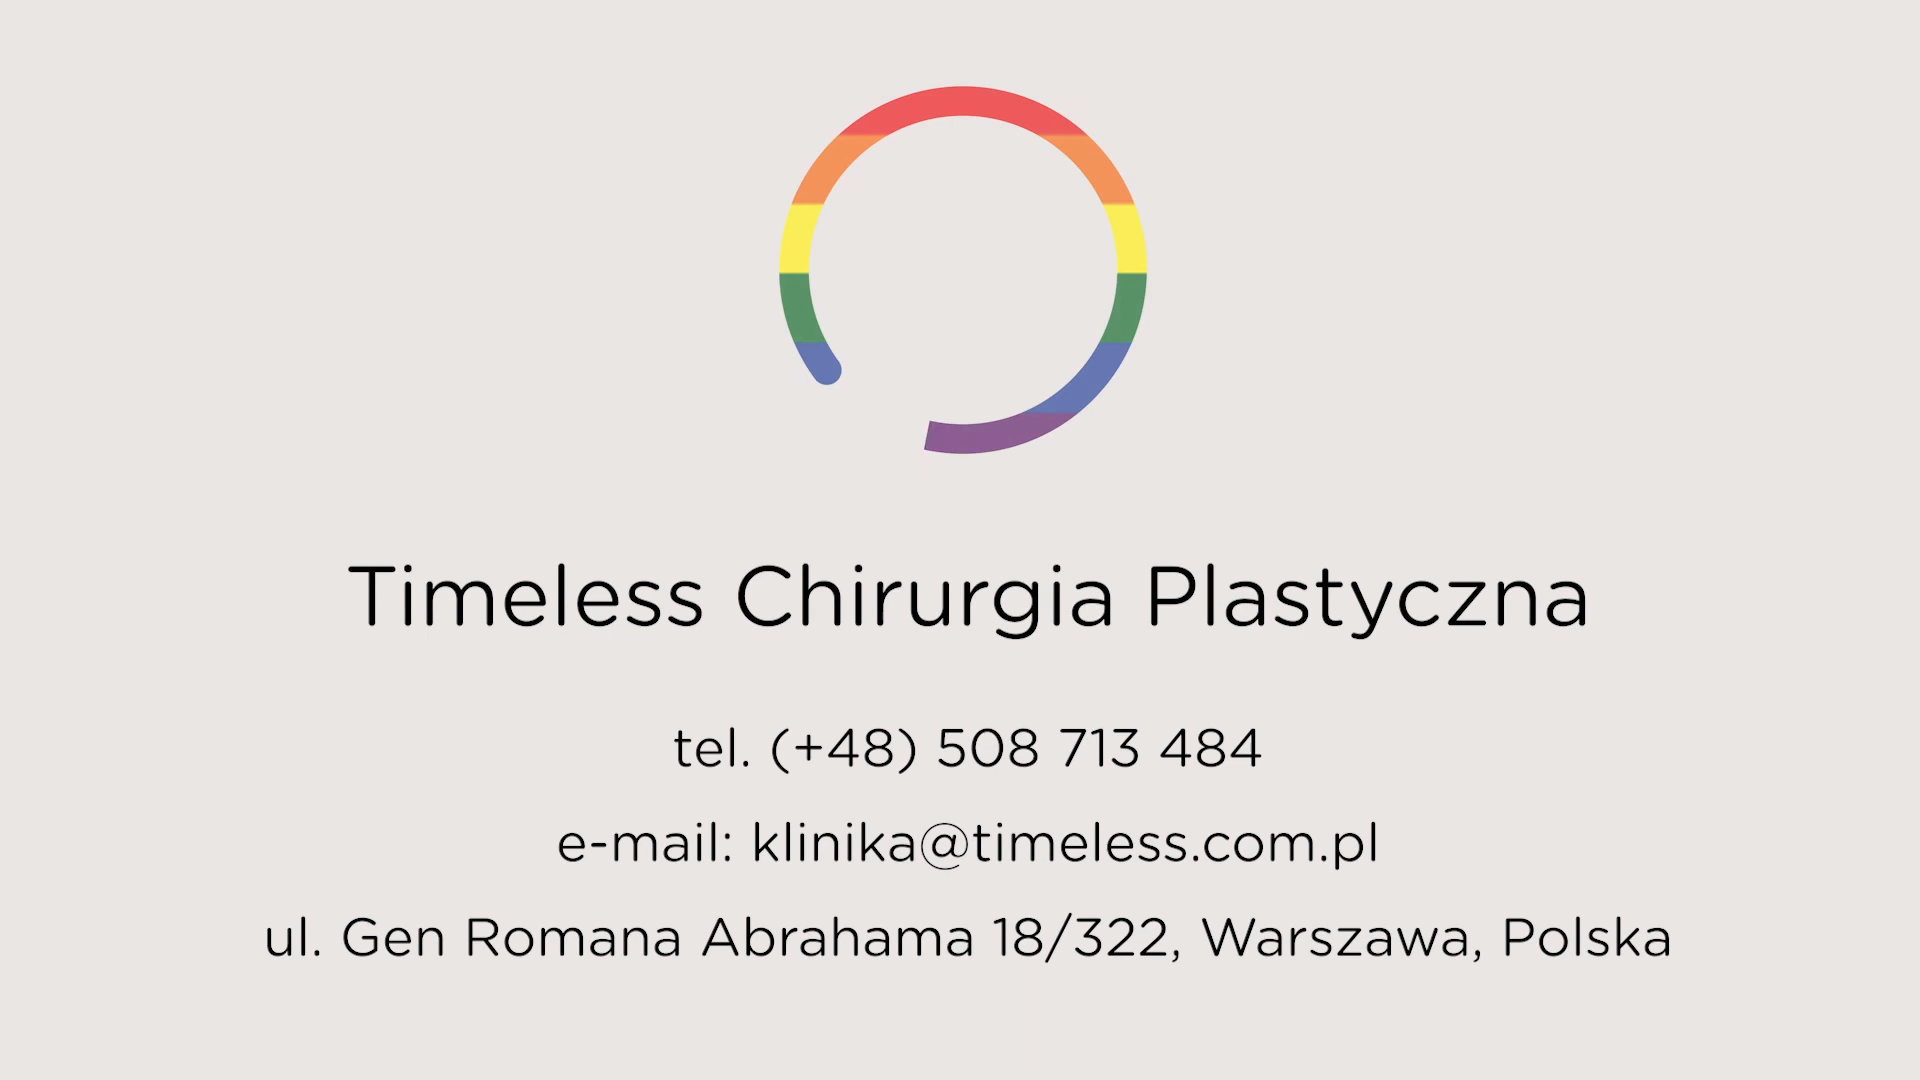 Timeless Chirurgia Plastyczna
tel. (+48) 508 713 484
e-mail: klinika@timeless.com.pl
ul. Gen Romana Abrahama 18/322, Warszawa, Polska